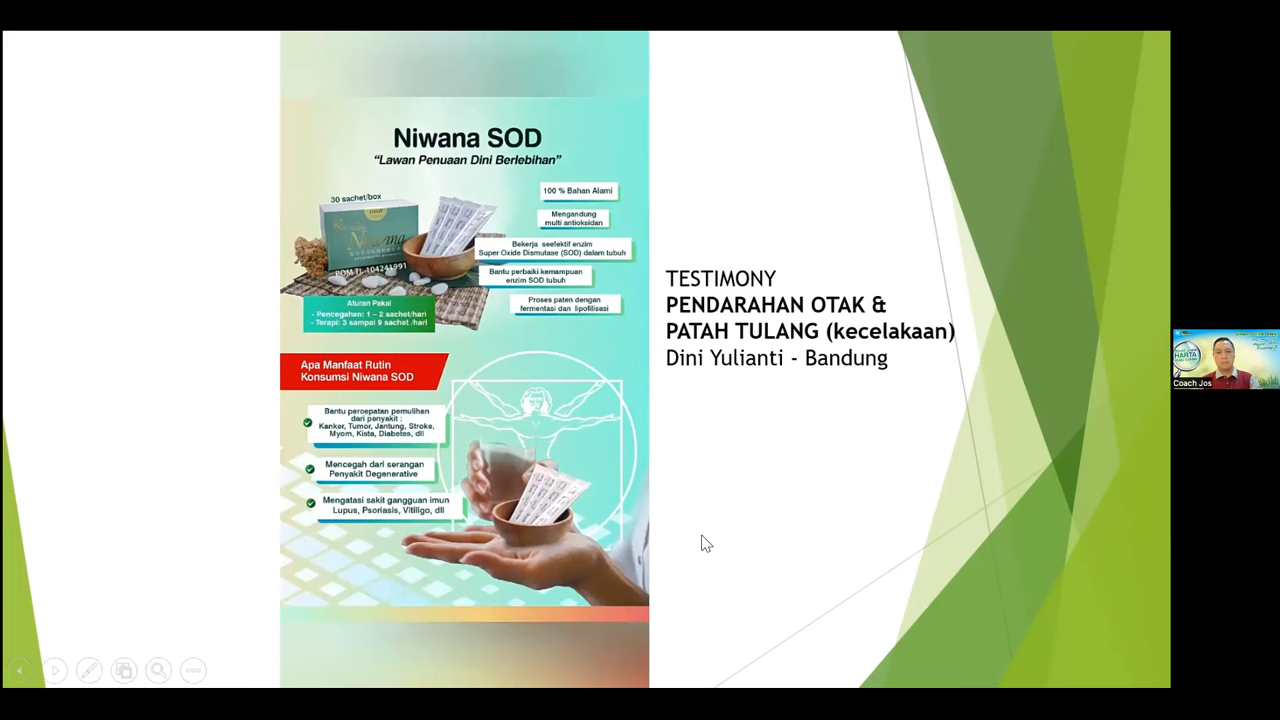 Niwana SOD
“Lawan Penuaan Dini Berlebihan”
30 sachet/box
100 % Bahan Alami
Mengandung
multi antioksidan
Bekerja seefektif enzim
Super Oxide Dismutase (SOD) dalam tubuh
Bantu perbaiki kemampuan
enzim SOD tubuh
Proses paten dengan
fermentasi dan lipofilisasi
POM TI. 104241991
Aturan Pakai
- Pencegahan: 1 – 2 sachet/hari
- Terapi: 3 sampai 9 sachet /hari
Apa Manfaat Rutin
Konsumsi Niwana SOD
Bantu percepatan pemulihan
dari penyakit :
Kanker, Tumor, Jantung, Stroke,
Myom, Kista, Diabetes, dll
Mencegah dari serangan
Penyakit Degenerative
Mengatasi sakit gangguan imun
Lupus, Psoriasis, Vitiligo, dll
TESTIMONY
PENDARAHAN OTAK &
PATAH TULANG (kecelakaan)
Dini Yulianti - Bandung
HARTA
Coach Jos